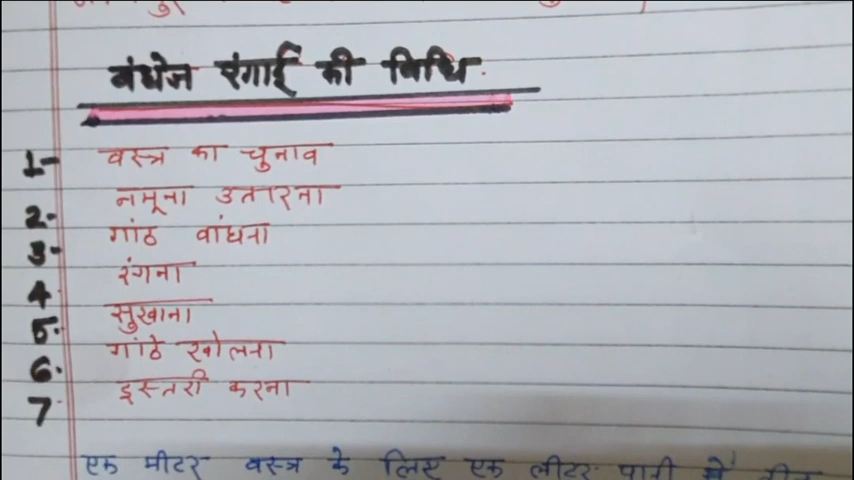 बंधेज रंगाई की विधि
1- वस्त्र का चुनाव
2- नमूना उतारना
3- गांठ बांधना
4 रंगना
5. सुखाना
6. गांठे खोलना
7 इस्तरी करना
एक मीटर वस्त्र के लिए एक लीटर पानी में